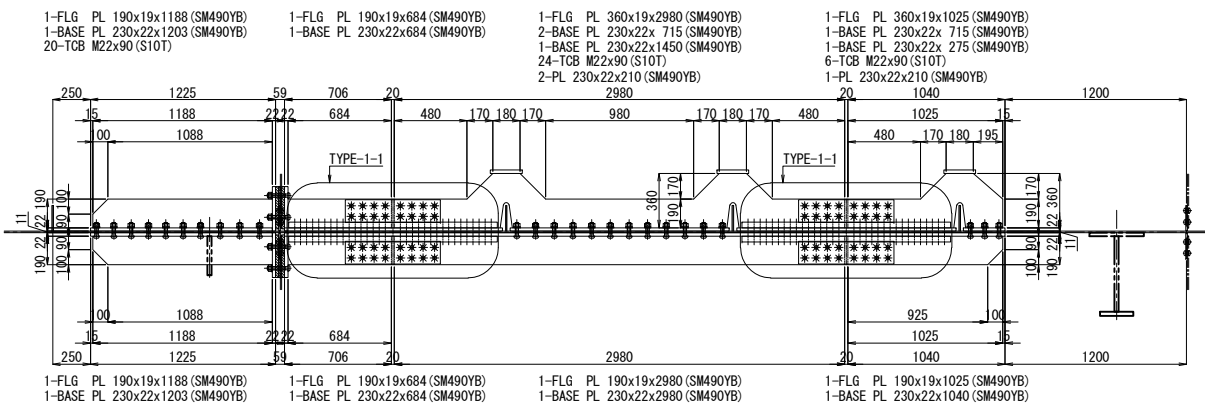 1-FLG PL 190x19x1188(SM490YB)
1-BASE PL 230x22x1203(SM490YB)
20-TCB M22x90(S10T)
1-FLG PL 190x19x684(SM490YB)
1-BASE PL 230x22x684(SM490YB)
1-FLG PL 360x19x2980(SM490YB)
2-BASE PL 230x22x 715(SM490YB)
1-BASE PL 230x22x1450(SM490YB)
24-TCB M22x90(S10T)
2-PL 230x22x210(SM490YB)
1-FLG PL 360x19x1025(SM490YB)
1-BASE PL 230x22x 715(SM490YB)
1-BASE PL 230x22x 275(SM490YB)
6-TCB M22x90(S10T)
1-PL 230x22x210(SM490YB)
250 1225 59 706 20 2980 20 1040 1200
15 1188 22 22 684 480 170 180 170 980 170 180 170 480 1025 15
100 1088 480 170 180 195
TYPE-1-1 TYPE-1-1
190 100 90 22 11
22 90 190 100
360 170 190
170 360 190 22
11 22 90 190 100
100 1088 925 100
15 1188 22 22 684 1025 15
250 1225 59 706 20 2980 20 1040 1200
1-FLG PL 190x19x1188(SM490YB)
1-BASE PL 230x22x1203(SM490YB)
1-FLG PL 190x19x684(SM490YB)
1-BASE PL 230x22x684(SM490YB)
1-FLG PL 190x19x2980(SM490YB)
1-BASE PL 230x22x2980(SM490YB)
1-FLG PL 190x19x1025(SM490YB)
1-BASE PL 230x22x1040(SM490YB)